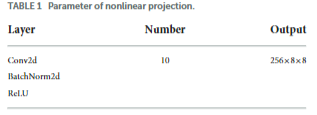 TABLE 1 Parameter of nonlinear projection.
Layer Number Output
Conv2d 10 256×8×8
BatchNorm2d
ReLU